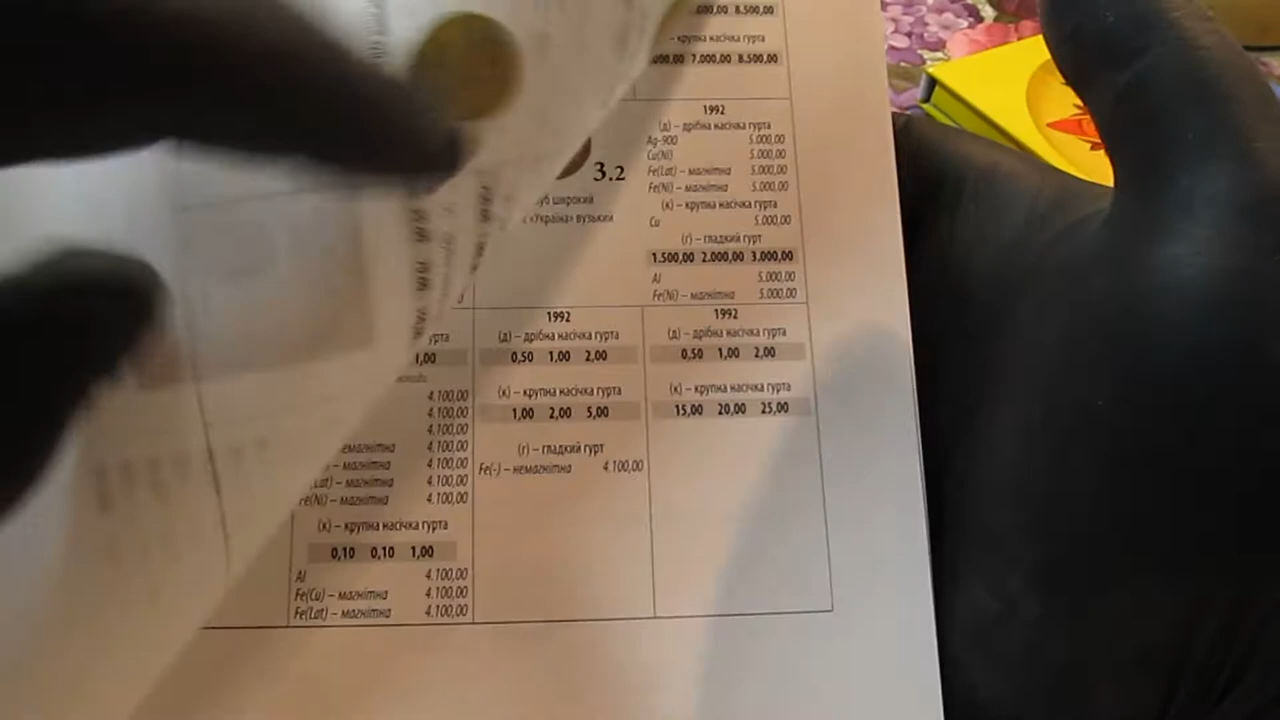 .000,00 8.500,00
– крупна насічка гурта
000,00 7.000,00 8.500,00
3.2
уб широкий
«Україна» вузький
1992
(д) – дрібна насічка гурта
Ag-900 5.000,00
Cu(Ni) 5.000,00
Fe(Lat) – магнітна 5.000,00
Fe(Ni) – магнітна 5.000,00
(к) – крупна насічка гурта
Cu 5.000,00
(г) – гладкий гурт
1.500,00 2.000,00 3.000,00
Al 5.000,00
Fe(Ni) – магнітна 5.000,00
урта
1,00
4.100,00
4.100,00
4.100,00
емагнітна 4.100,00
– магнітна 4.100,00
Lat) – магнітна 4.100,00
Fe(Ni) – магнітна 4.100,00
(к) – крупна насічка гурта
0,10 0,10 1,00
Al 4.100,00
Fe(Cu) – магнітна 4.100,00
Fe(Lat) – магнітна 4.100,00
1992
(д) – дрібна насічка гурта
0,50 1,00 2,00
(к) – крупна насічка гурта
1,00 2,00 5,00
(г) – гладкий гурт
Fe(-) – немагнітна 4.100,00
1992
(д) – дрібна насічка гурта
0,50 1,00 2,00
(к) – крупна насічка гурта
15,00 20,00 25,00